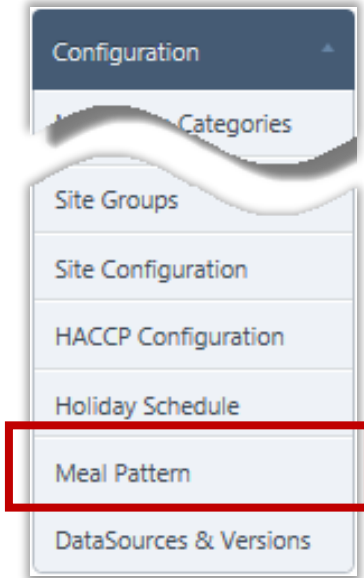 Configuration
Categories
Site Groups
Site Configuration
HACCP Configuration
Holiday Schedule
Meal Pattern
DataSources & Versions